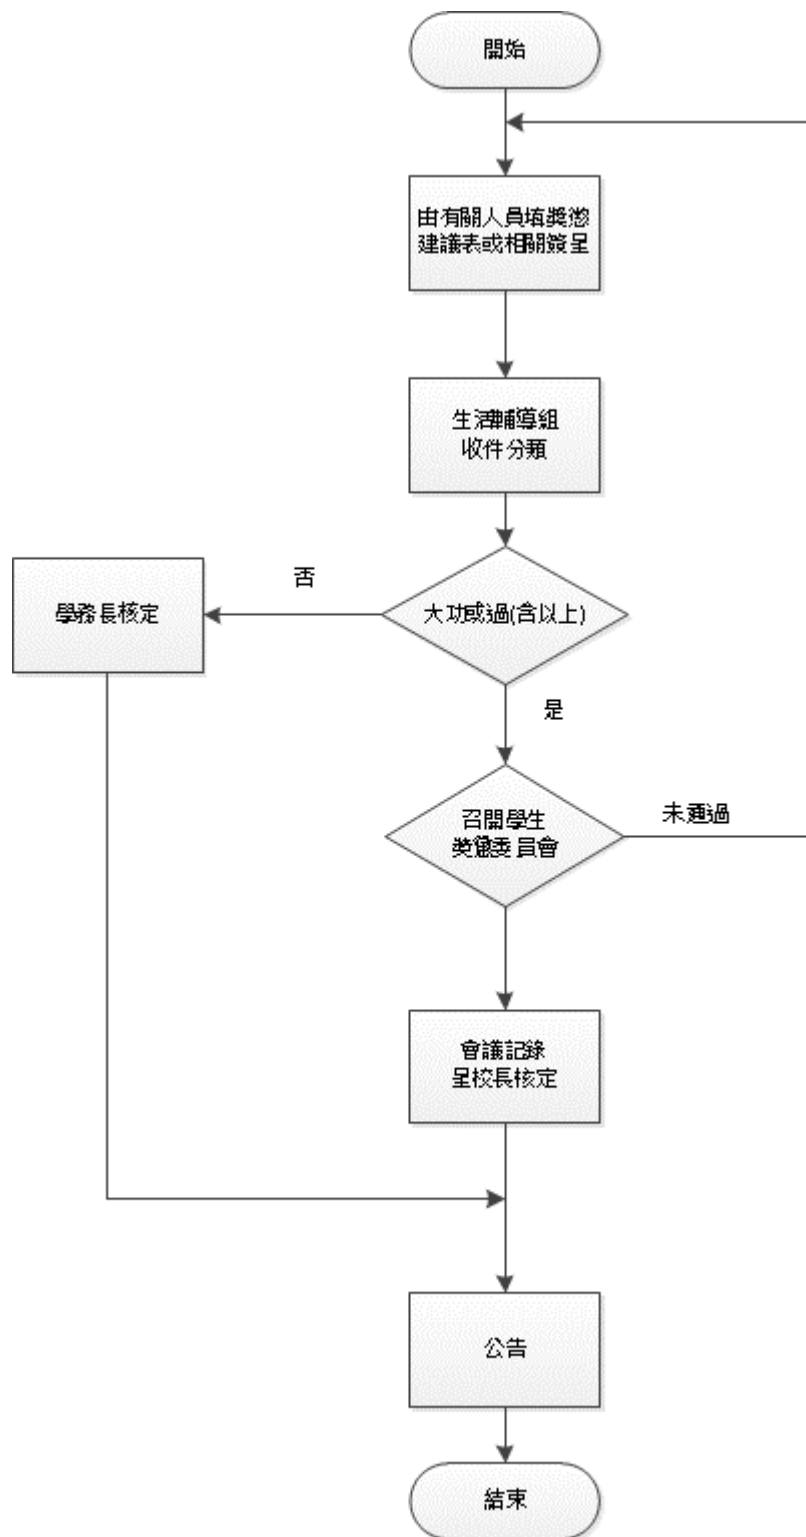 開始
由有關人員填獎懲
建議表或相關簽呈
生活輔導組
收件分類
否
學務長核定
大功或過(含以上)
是
召開學生
獎懲委員會
未通過
會議記錄
呈校長核定
公告
結束